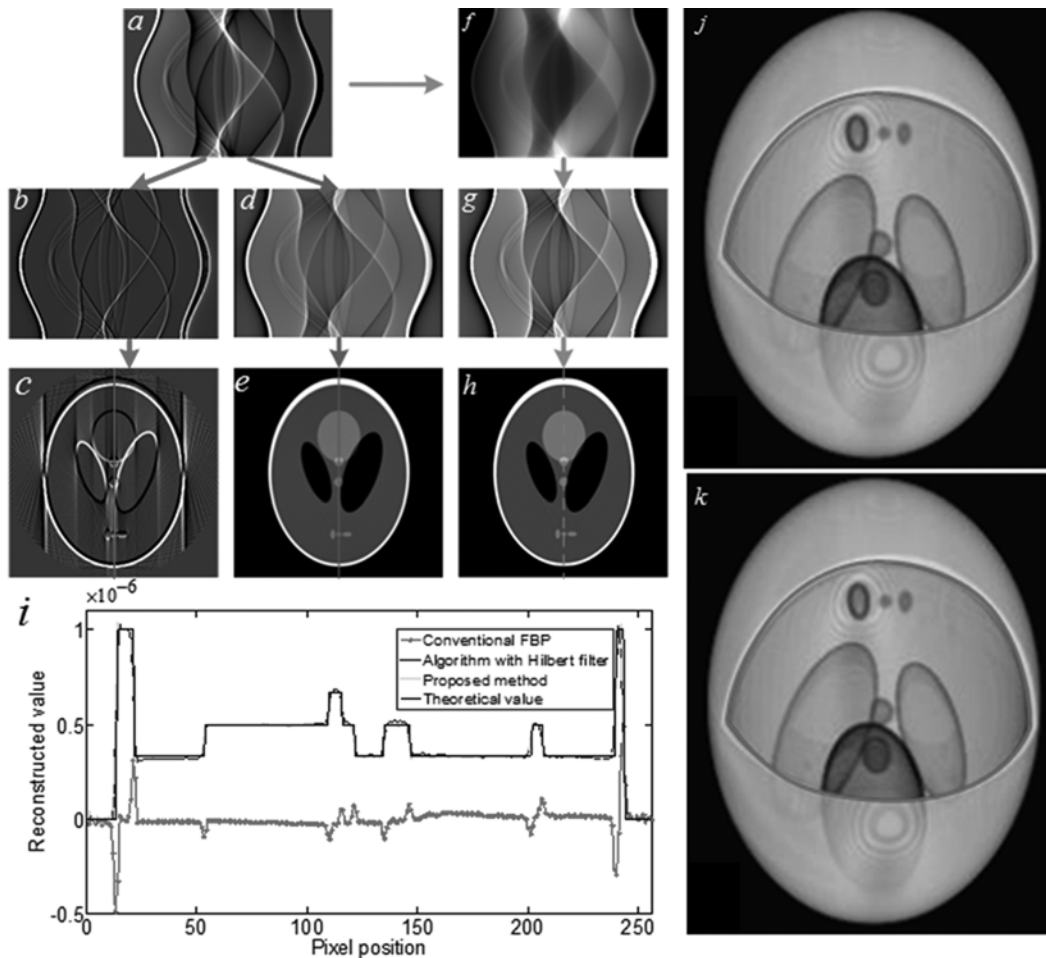 a
f
j
b
d
g
c
e
h
k
i
×10⁻⁶
1
0.5
0
-0.5
Reconstructed value
Conventional FBP
Algorithm with Hilbert filter
Proposed method
Theoretical value
0 50 100 150 200 250
Pixel position